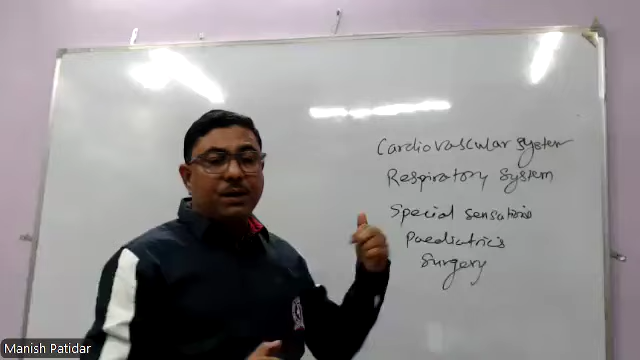 Cardiovascular System
Respiratory System
Special sensations
Paediatrics
Surgery
Manish Patidar